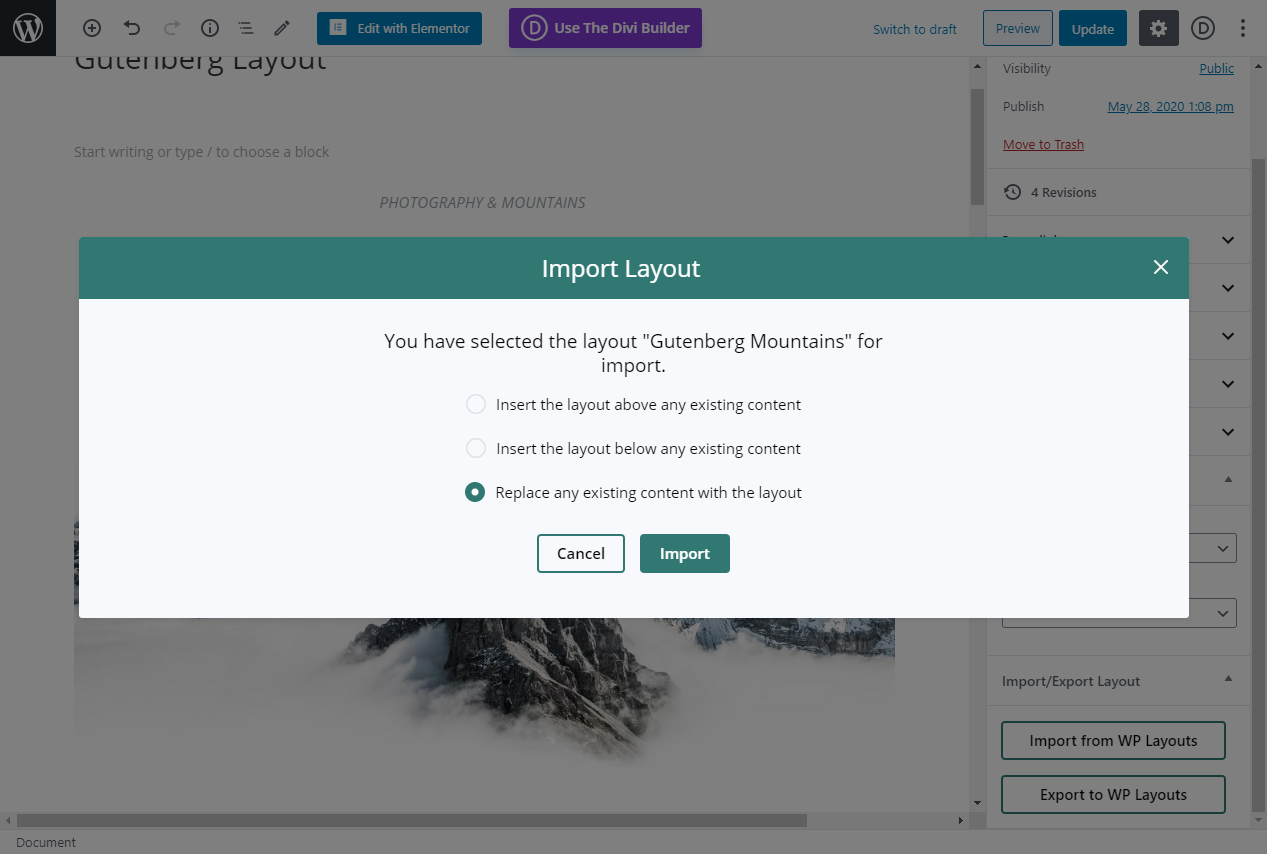 Edit with Elementor
Use The Divi Builder
Switch to draft
Preview
Update
Gutenberg Layout
Start writing or type / to choose a block
PHOTOGRAPHY & MOUNTAINS
Visibility
Public
Publish
May 28, 2020 1:08 pm
Move to Trash
4 Revisions
Import Layout
You have selected the layout "Gutenberg Mountains" for
import.
Insert the layout above any existing content
Insert the layout below any existing content
Replace any existing content with the layout
Cancel
Import
Import/Export Layout
Import from WP Layouts
Export to WP Layouts
Document